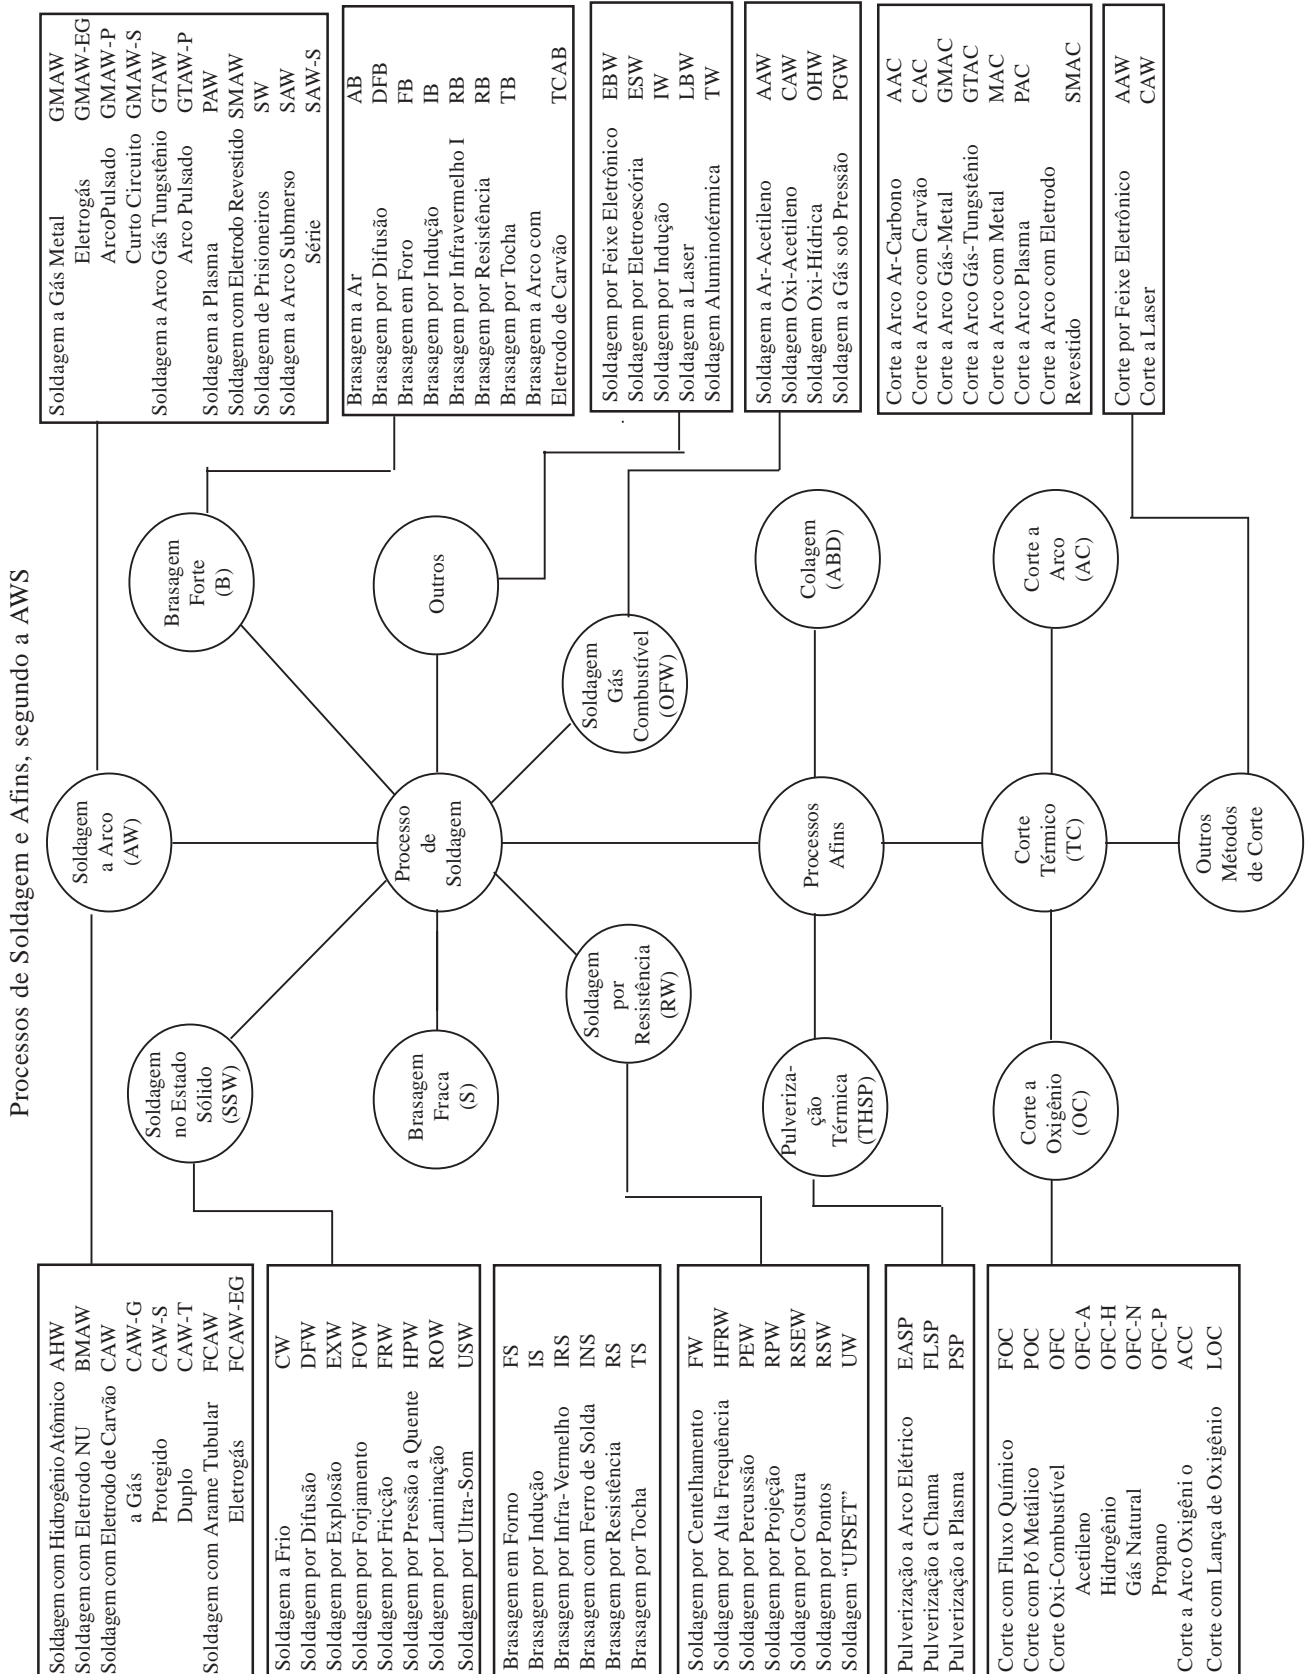 Processos de Soldagem e Afins, segundo a AWS
Soldagem com Hidrogênio Atômico AHW
Soldagem com Eletrodo NU BMAW
Soldagem com Eletrodo de Carvão CAW
a Gás CAW-G
Protegido CAW-S
Duplo CAW-T
Soldagem com Arame Tubular FCAW
Eletrogás FCAW-EG
Soldagem a Frio CW
Soldagem por Difusão DFW
Soldagem por Explosão EXW
Soldagem por Forjamento FOW
Soldagem por Fricção FRW
Soldagem por Pressão a Quente HPW
Soldagem por Laminação ROW
Soldagem por Ultra-Som USW
Brasagem em Forno FS
Brasagem por Indução IS
Brasagem por Infra-Vermelho IRS
Brasagem com Ferro de Solda INS
Brasagem por Resistência RS
Brasagem por Tocha TS
Soldagem por Centelhamento FW
Soldagem por Alta Frequência HFRW
Soldagem por Percussão PEW
Soldagem por Projeção RPW
Soldagem por Costura RSEW
Soldagem por Pontos RSW
Soldagem “UPSET” UW
Pulverização a Arco Elétrico EASP
Pulverização a Chama FLSP
Pulverização a Plasma PSP
Corte com Fluxo Químico FOC
Corte com Pó Metálico POC
Corte Oxi-Combustível OFC
Acetileno OFC-A
Hidrogênio OFC-H
Gás Natural OFC-N
Propano OFC-P
Corte a Arco Oxigêni o ACC
Corte com Lança de Oxigênio LOC
Soldagem
no Estado
Sólido
(SSW)
Brasagem
Fraca
(S)
Soldagem
por
Resistência
(RW)
Pulveriza-
ção
Térmica
(THSP)
Corte a
Oxigênio
(OC)
Soldagem
a Arco
(AW)
Processo
de
Soldagem
Processos
Afins
Corte
Térmico
(TC)
Outros
Métodos
de Corte
Brasagem
Forte
(B)
Outros
Soldagem
Gás
Combustível
(OFW)
Colagem
(ABD)
Corte a
Arco
(AC)
Soldagem a Gás Metal GMAW
Eletrogás GMAW-EG
ArcoPulsado GMAW-P
Curto Circuito GMAW-S
Soldagem a Arco Gás Tungstênio GTAW
Arco Pulsado GTAW-P
Soldagem a Plasma PAW
Soldagem com Eletrodo Revestido SMAW
Soldagem de Prisioneiros SW
Soldagem a Arco Submerso SAW
Série SAW-S
Brasagem a Ar AB
Brasagem por Difusão DFB
Brasagem em Foro FB
Brasagem por Indução IB
Brasagem por Infravermelho I RB
Brasagem por Resistência RB
Brasagem por Tocha TB
Brasagem a Arco com
Eletrodo de Carvão TCAB
Soldagem por Feixe Eletrônico EBW
Soldagem por Eletroescória ESW
Soldagem por Indução IW
Soldagem a Laser LBW
Soldagem Aluminotérmica TW
Soldagem a Ar-Acetileno AAW
Soldagem Oxi-Acetileno CAW
Soldagem Oxi-Hídrica OHW
Soldagem a Gás sob Pressão PGW
Corte a Arco Ar-Carbono AAC
Corte a Arco com Carvão CAC
Corte a Arco Gás-Metal GMAC
Corte a Arco Gás-Tungstênio GTAC
Corte a Arco com Metal MAC
Corte a Arco Plasma PAC
Corte a Arco com Eletrodo
Revestido SMAC
Corte por Feixe Eletrônico AAW
Corte a Laser CAW